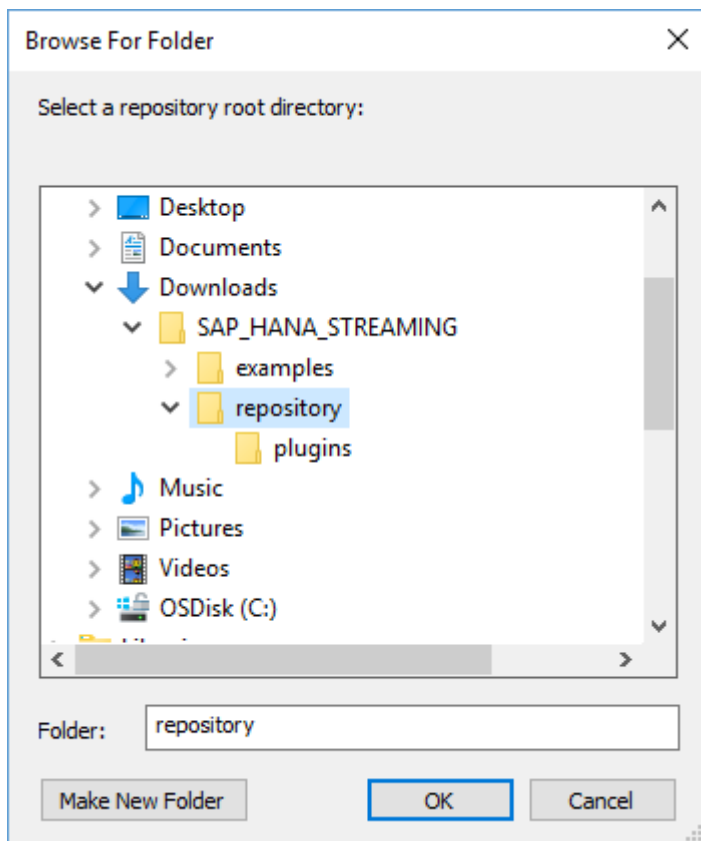 Browse For Folder
Select a repository root directory:
Desktop
Documents
Downloads
SAP_HANA_STREAMING
examples
repository
plugins
Music
Pictures
Videos
OSDisk (C:)
Folder: repository
Make New Folder OK Cancel